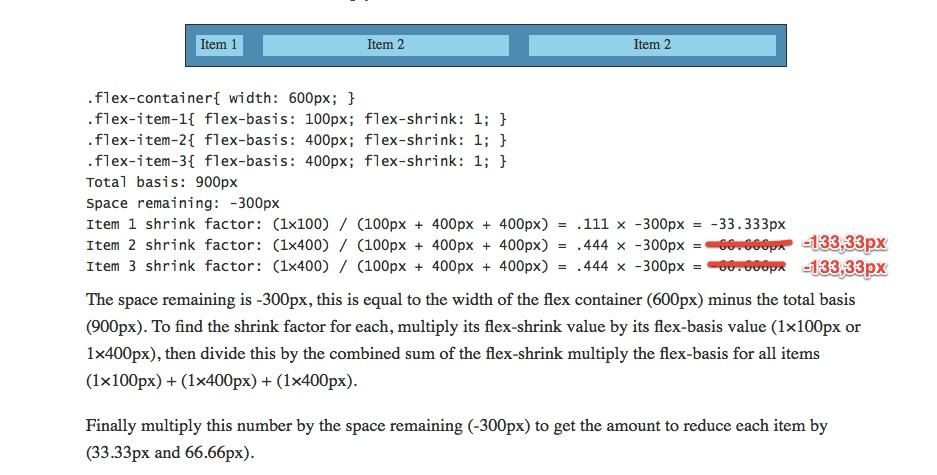 Item 1 Item 2 Item 2
.flex-container{ width: 600px; }
.flex-item-1{ flex-basis: 100px; flex-shrink: 1; }
.flex-item-2{ flex-basis: 400px; flex-shrink: 1; }
.flex-item-3{ flex-basis: 400px; flex-shrink: 1; }
Total basis: 900px
Space remaining: -300px
Item 1 shrink factor: (1×100) / (100px + 400px + 400px) = .111 × -300px = -33.333px
Item 2 shrink factor: (1×400) / (100px + 400px + 400px) = .444 × -300px = -133,33px
Item 3 shrink factor: (1×400) / (100px + 400px + 400px) = .444 × -300px = -133,33px
The space remaining is -300px, this is equal to the width of the flex container (600px) minus the total basis
(900px). To find the shrink factor for each, multiply its flex-shrink value by its flex-basis value (1×100px or
1×400px), then divide this by the combined sum of the flex-shrink multiply the flex-basis for all items
(1×100px) + (1×400px) + (1×400px).
Finally multiply this number by the space remaining (-300px) to get the amount to reduce each item by
(33.33px and 66.66px).